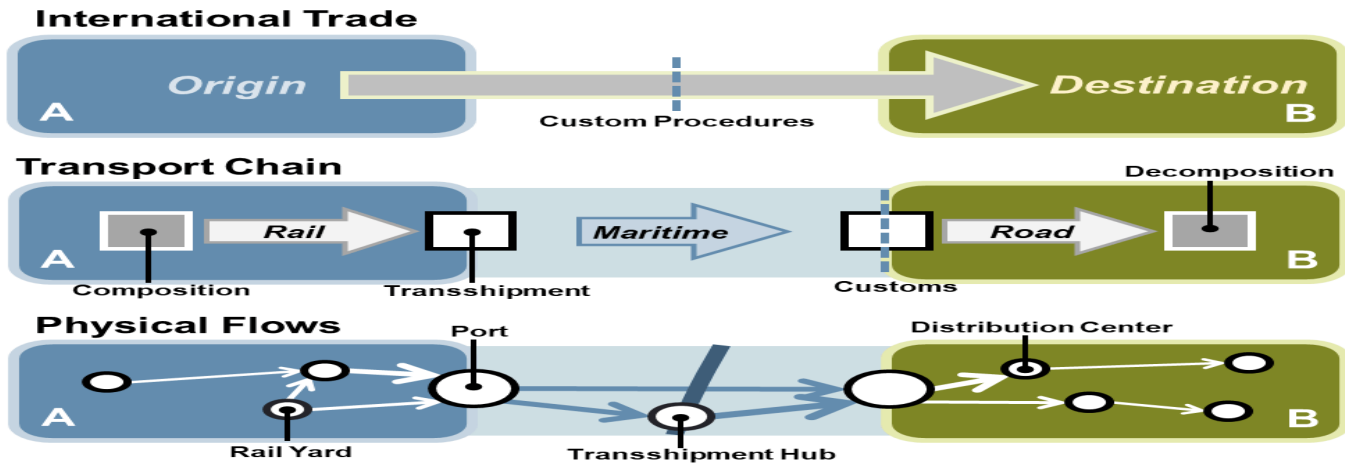 International Trade
Origin
Destination
A
B
Custom Procedures
Transport Chain
Decomposition
Rail
Maritime
Road
A
B
Composition
Transshipment
Customs
Physical Flows
Port
Distribution Center
A
B
Rail Yard
Transshipment Hub